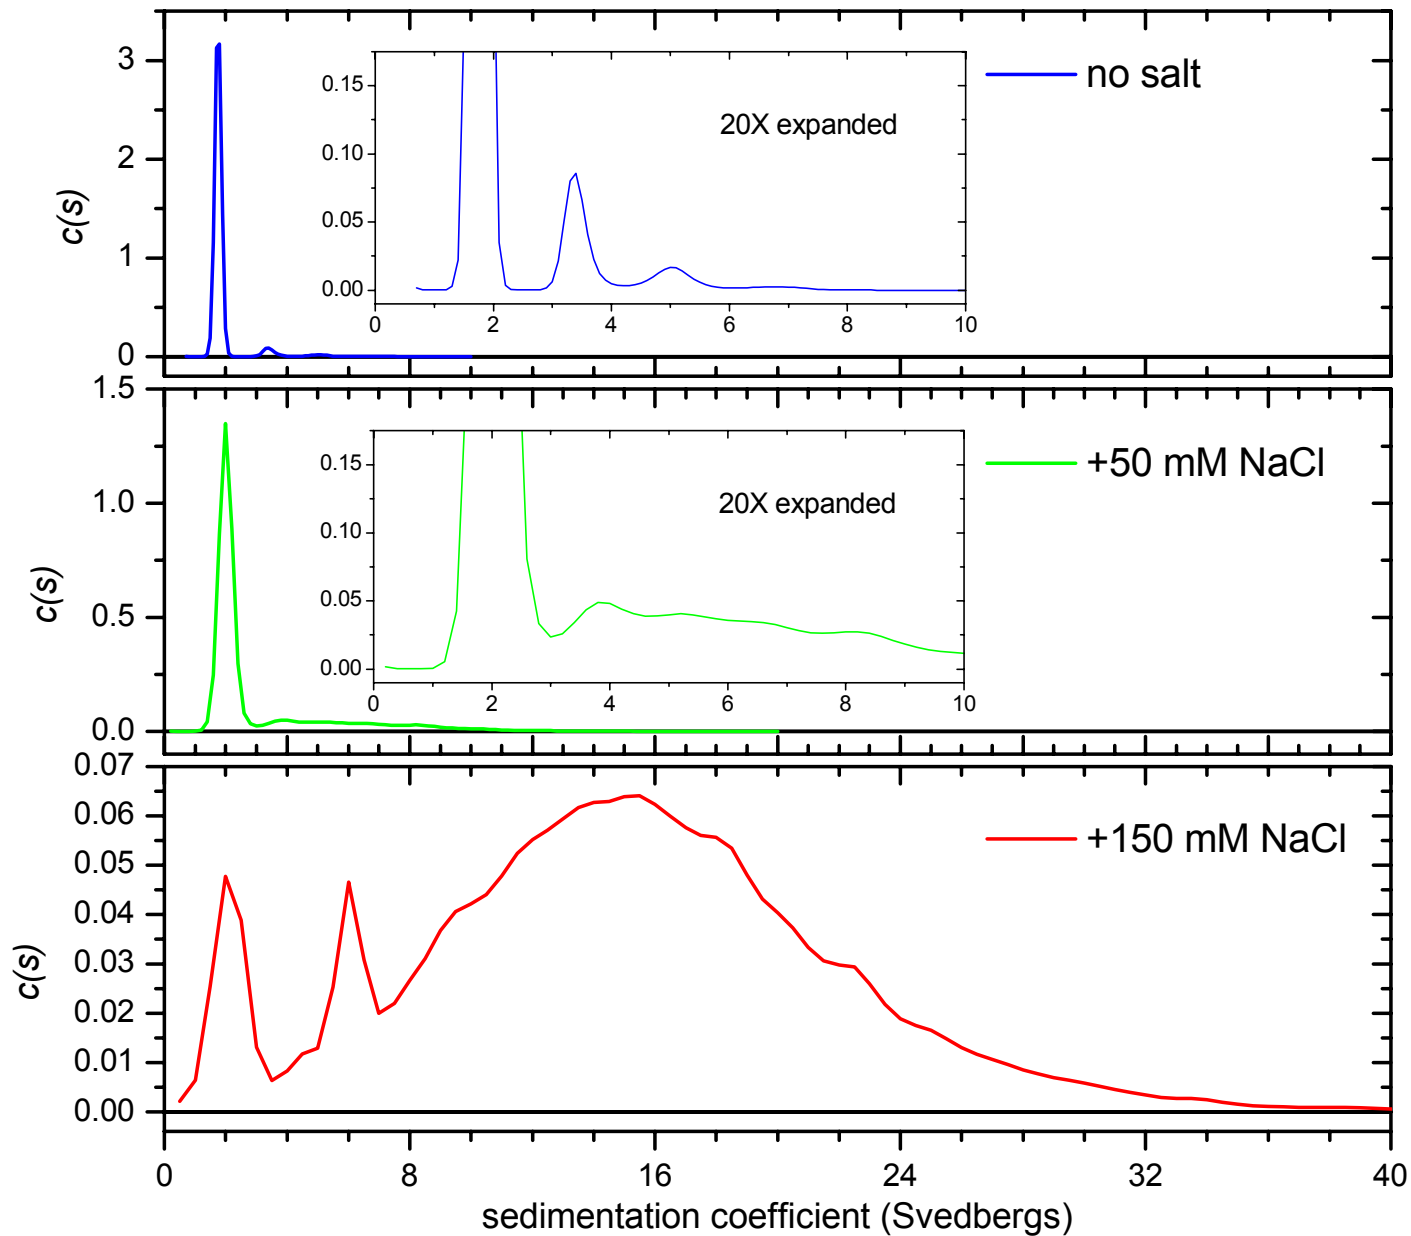 3
2
1
0
c(s)
no salt
20X expanded
0.15
0.10
0.05
0.00
0 2 4 6 8 10
1.5
1.0
0.5
0.0
c(s)
+50 mM NaCl
20X expanded
0.15
0.10
0.05
0.00
0 2 4 6 8 10
0.07
0.06
0.05
0.04
0.03
0.02
0.01
0.00
c(s)
+150 mM NaCl
0 8 16 24 32 40
sedimentation coefficient (Svedbergs)